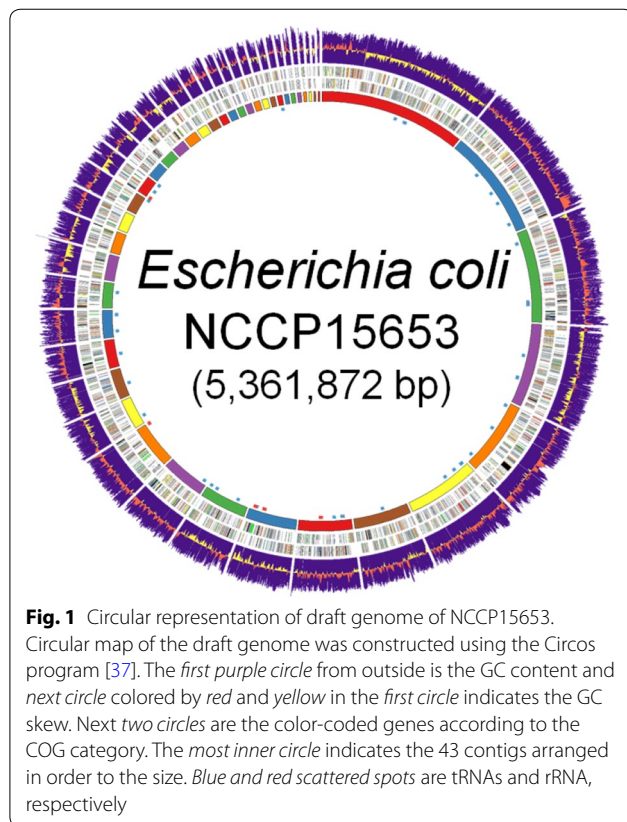 Escherichia coli
NCCP15653
(5,361,872 bp)
Fig. 1 Circular representation of draft genome of NCCP15653.
Circular map of the draft genome was constructed using the Circos
program [37]. The first purple circle from outside is the GC content and
next circle colored by red and yellow in the first circle indicates the GC
skew. Next two circles are the color-coded genes according to the
COG category. The most inner circle indicates the 43 contigs arranged
in order to the size. Blue and red scattered spots are tRNAs and rRNA,
respectively